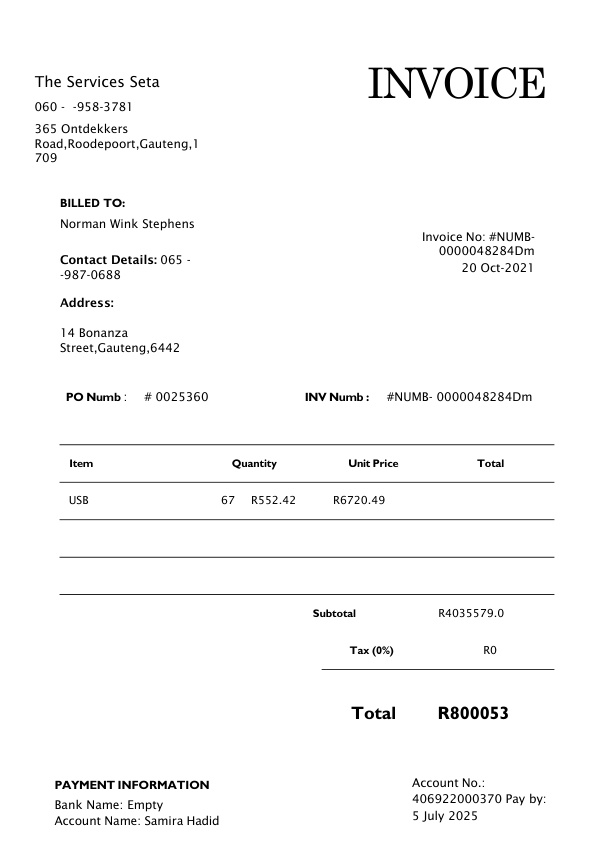 The Services Seta
INVOICE
060 -  -958-3781
365 Ontdekkers
Road,Roodepoort,Gauteng,1
709
BILLED TO:
Norman Wink Stephens
Invoice No: #NUMB-
0000048284Dm
20 Oct-2021
Contact Details: 065 -
-987-0688
Address:
14 Bonanza
Street,Gauteng,6442
PO Numb : # 0025360 INV Numb : #NUMB- 0000048284Dm
Item Quantity Unit Price Total
USB 67 R552.42 R6720.49
Subtotal R4035579.0
Tax (0%) R0
Total R800053
PAYMENT INFORMATION
Bank Name: Empty
Account Name: Samira Hadid
Account No.:
406922000370 Pay by:
5 July 2025